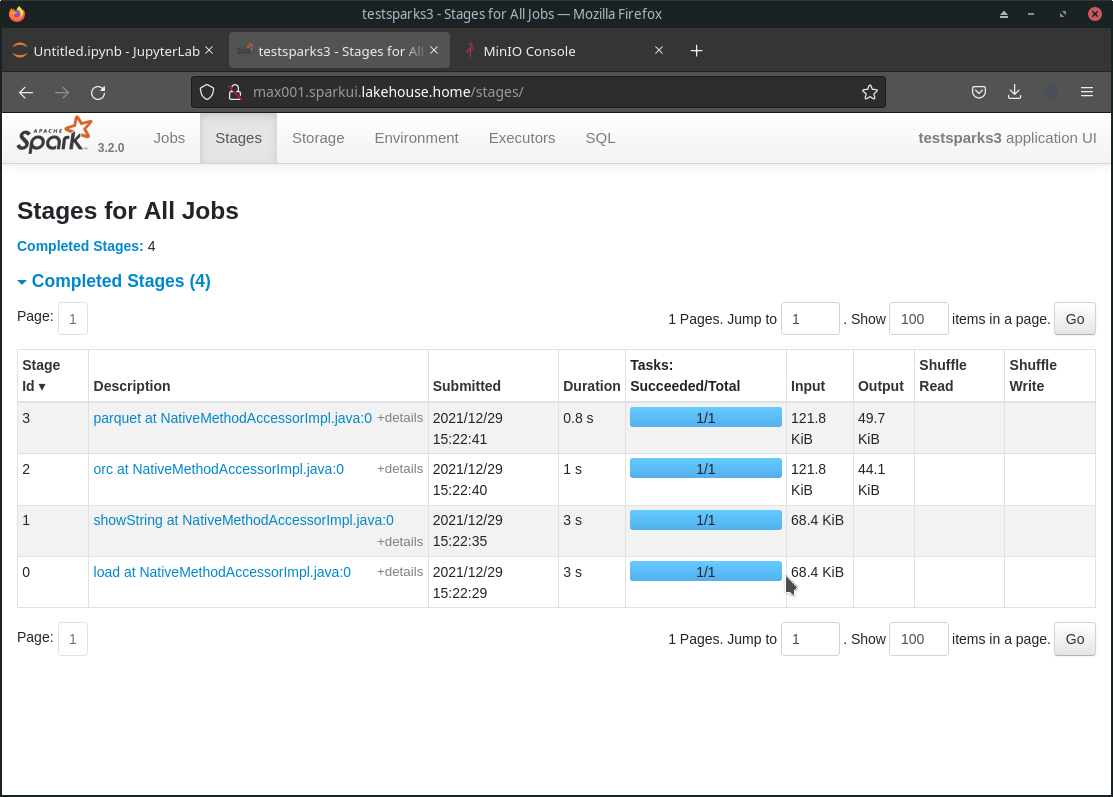 testsparks3 - Stages for All Jobs — Mozilla Firefox
Untitled.ipynb - JupyterLab
testsparks3 - Stages for All
MinIO Console
max001.sparkui.lakehouse.home/stages/
APACHE
Spark 3.2.0
Jobs
Stages
Storage
Environment
Executors
SQL
testsparks3 application UI
Stages for All Jobs
Completed Stages: 4
Completed Stages (4)
Page: 1
1 Pages. Jump to 1 . Show 100 items in a page. Go
Stage
Id ▾
Description
Submitted
Duration
Tasks:
Succeeded/Total
Input
Output
Shuffle
Read
Shuffle
Write
3
parquet at NativeMethodAccessorImpl.java:0 +details
2021/12/29
15:22:41
0.8 s
1/1
121.8
KiB
49.7
KiB
2
orc at NativeMethodAccessorImpl.java:0 +details
2021/12/29
15:22:40
1 s
1/1
121.8
KiB
44.1
KiB
1
showString at NativeMethodAccessorImpl.java:0
+details
2021/12/29
15:22:35
3 s
1/1
68.4 KiB
0
load at NativeMethodAccessorImpl.java:0 +details
2021/12/29
15:22:29
3 s
1/1
68.4 KiB
Page: 1
1 Pages. Jump to 1 . Show 100 items in a page. Go